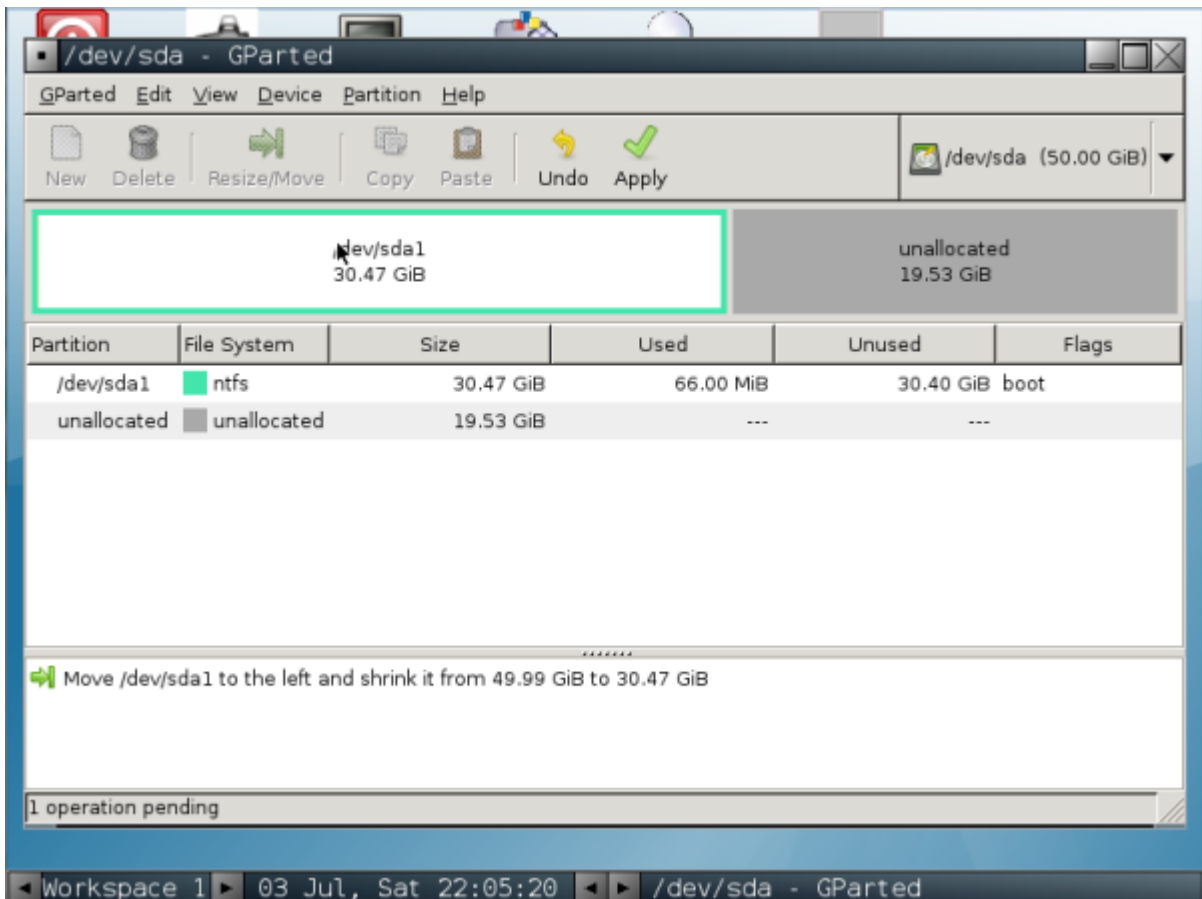 /dev/sda - GParted
GParted Edit View Device Partition Help
New Delete Resize/Move Copy Paste Undo Apply /dev/sda (50.00 GiB)
/dev/sda1 unallocated
30.47 GiB 19.53 GiB
Partition File System Size Used Unused Flags
/dev/sda1 ntfs 30.47 GiB 66.00 MiB 30.40 GiB boot
unallocated unallocated 19.53 GiB --- ---
Move /dev/sda1 to the left and shrink it from 49.99 GiB to 30.47 GiB
1 operation pending
Workspace 1 03 Jul, Sat 22:05:20 /dev/sda - GParted